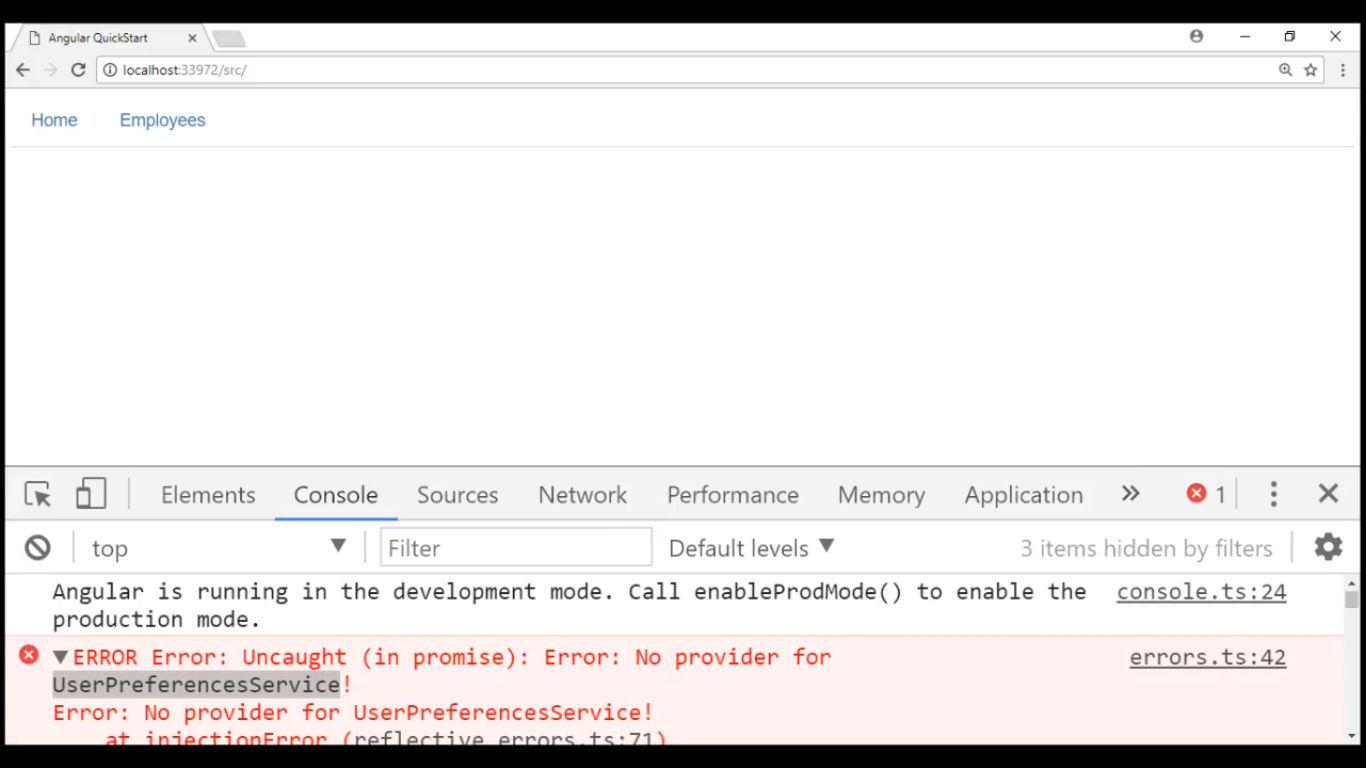 Angular QuickStart
localhost:33972/src/
Home Employees
Elements Console Sources Network Performance Memory Application 1
top Filter Default levels 3 items hidden by filters
Angular is running in the development mode. Call enableProdMode() to enable the console.ts:24
production mode.
ERROR Error: Uncaught (in promise): Error: No provider for errors.ts:42
UserPreferencesService!
Error: No provider for UserPreferencesService!
at injectionError (reflective_errors.ts:71)